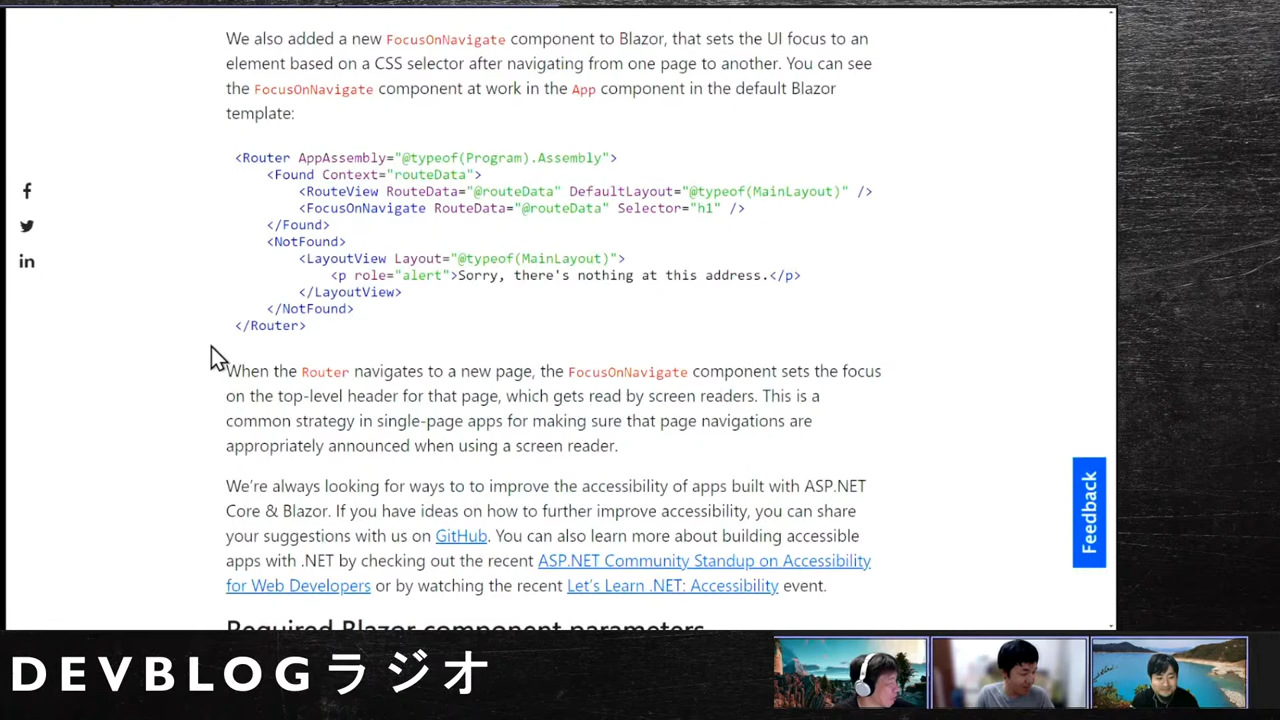 We also added a new FocusOnNavigate component to Blazor, that sets the UI focus to an
element based on a CSS selector after navigating from one page to another. You can see
the FocusOnNavigate component at work in the App component in the default Blazor
template:
<Router AppAssembly="@typeof(Program).Assembly">
    <Found Context="routeData">
        <RouteView RouteData="@routeData" DefaultLayout="@typeof(MainLayout)" />
        <FocusOnNavigate RouteData="@routeData" Selector="h1" />
    </Found>
    <NotFound>
        <LayoutView Layout="@typeof(MainLayout)">
            <p role="alert">Sorry, there's nothing at this address.</p>
        </LayoutView>
    </NotFound>
</Router>
When the Router navigates to a new page, the FocusOnNavigate component sets the focus
on the top-level header for that page, which gets read by screen readers. This is a
common strategy in single-page apps for making sure that page navigations are
appropriately announced when using a screen reader.
We're always looking for ways to to improve the accessibility of apps built with ASP.NET
Core & Blazor. If you have ideas on how to further improve accessibility, you can share
your suggestions with us on GitHub. You can also learn more about building accessible
apps with .NET by checking out the recent ASP.NET Community Standup on Accessibility
for Web Developers or by watching the recent Let's Learn .NET: Accessibility event.
Required Blazor component parameters
Feedback
DEVBLOGラジオ